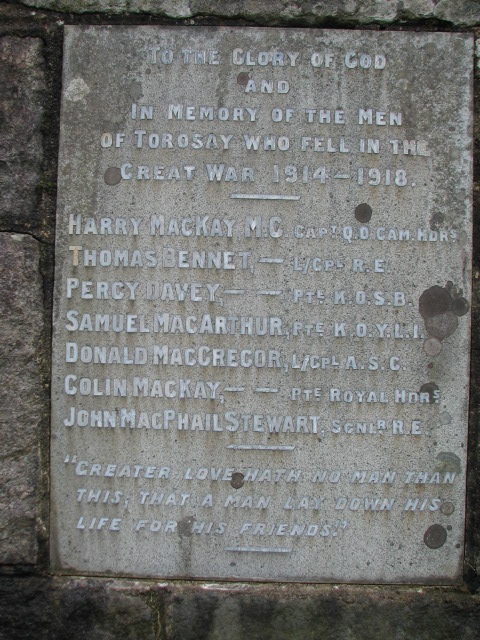 TO THE GLORY OF GOD
AND
IN MEMORY OF THE MEN
OF TOROSAY WHO FELL IN THE
GREAT WAR 1914-1918.
HARRY MACKAY, M.C. CAPT Q.O.CAM.HDRS
THOMAS BENNET, — L/CPL R.E.
PERCY DAVEY, — — PTE K.O.S.B.
SAMUEL MACARTHUR, PTE K.O.Y.L.I.
DONALD MACGREGOR, L/CPL A.S.C.
COLIN MACKAY, — — PTE ROYAL HDRS
JOHN MACPHAIL STEWART, SGNLR R.E.
"GREATER LOVE HATH NO MAN THAN
THIS, THAT A MAN LAY DOWN HIS
LIFE FOR HIS FRIENDS."